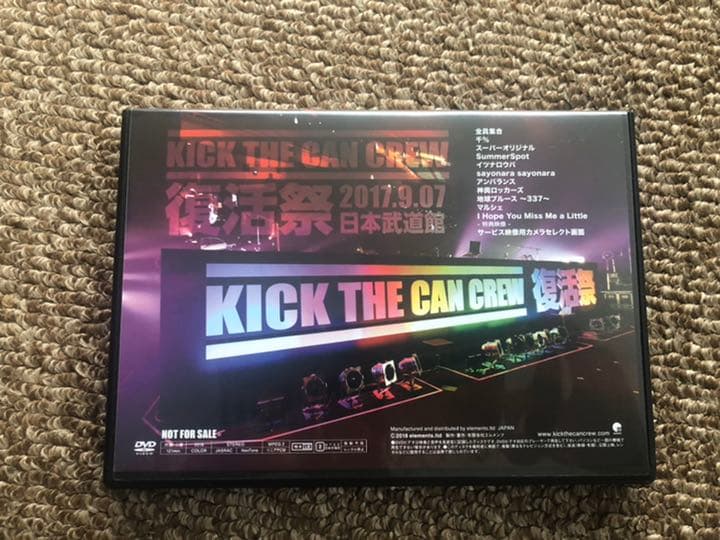 KICK THE CAN CREW
復活祭
2017.9.07
日本武道館
全員集合
千%
スーパーオリジナル
SummerSpot
イツナロウバ
sayonara sayonara
アンバランス
神輿ロッカーズ
地球ブルース 〜337〜
マルシェ
I Hope You Miss Me a Little
- 特典映像 -
サービス映像用カメラセレクト画面
KICK THE CAN CREW 復活祭
NOT FOR SALE
DVD
VIDEO
121min.
COLOR
STEREO
JASRAC
MPEG 2
Manufactured and distributed by elements.ltd JAPAN
©2018 elements.ltd
www.kickthecancrew.com